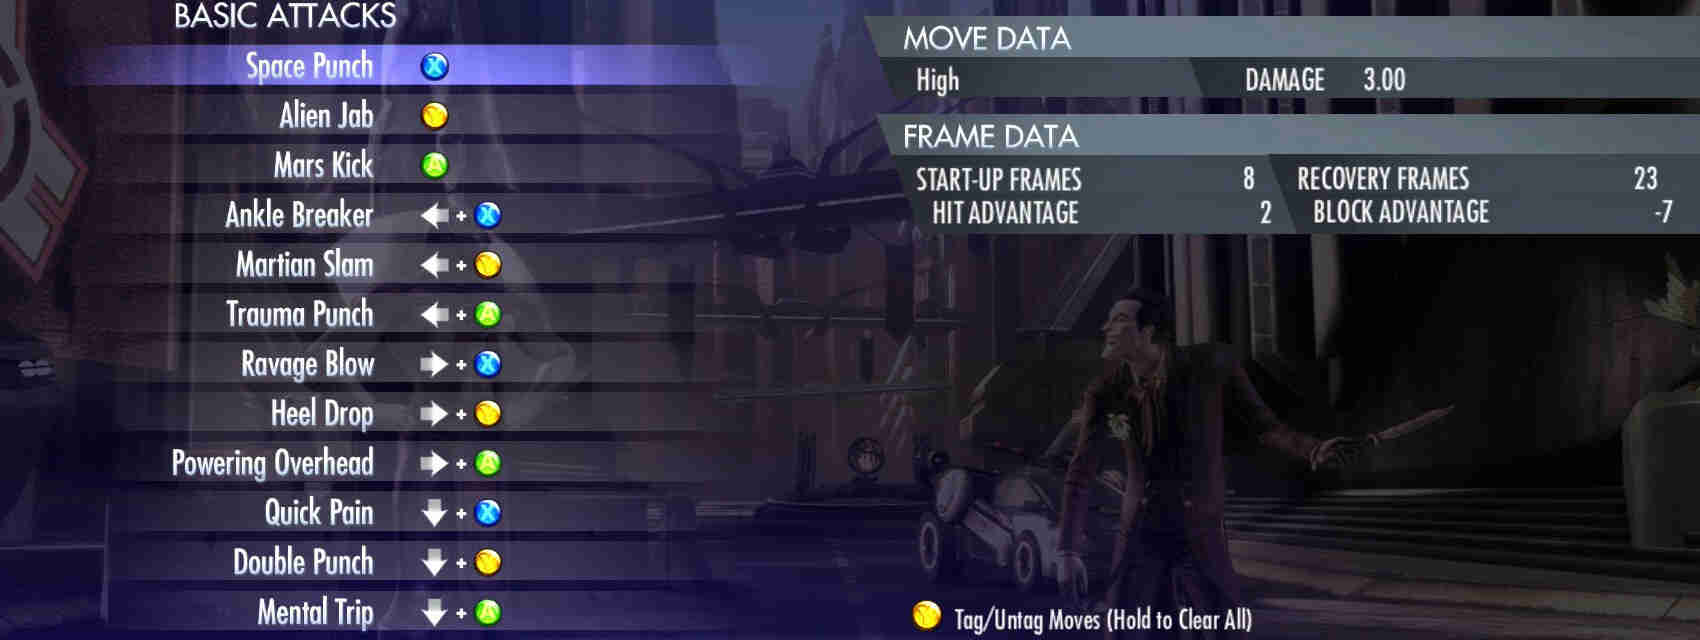 BASIC ATTACKS
Space Punch X
Alien Jab Y
Mars Kick A
Ankle Breaker + X
Martian Slam + Y
Trauma Punch + A
Ravage Blow + X
Heel Drop + Y
Powering Overhead + A
Quick Pain + X
Double Punch + Y
Mental Trip + A
MOVE DATA
High DAMAGE 3.00
FRAME DATA
START-UP FRAMES 8 RECOVERY FRAMES 23
HIT ADVANTAGE 2 BLOCK ADVANTAGE -7
Y Tag/Untag Moves (Hold to Clear All)